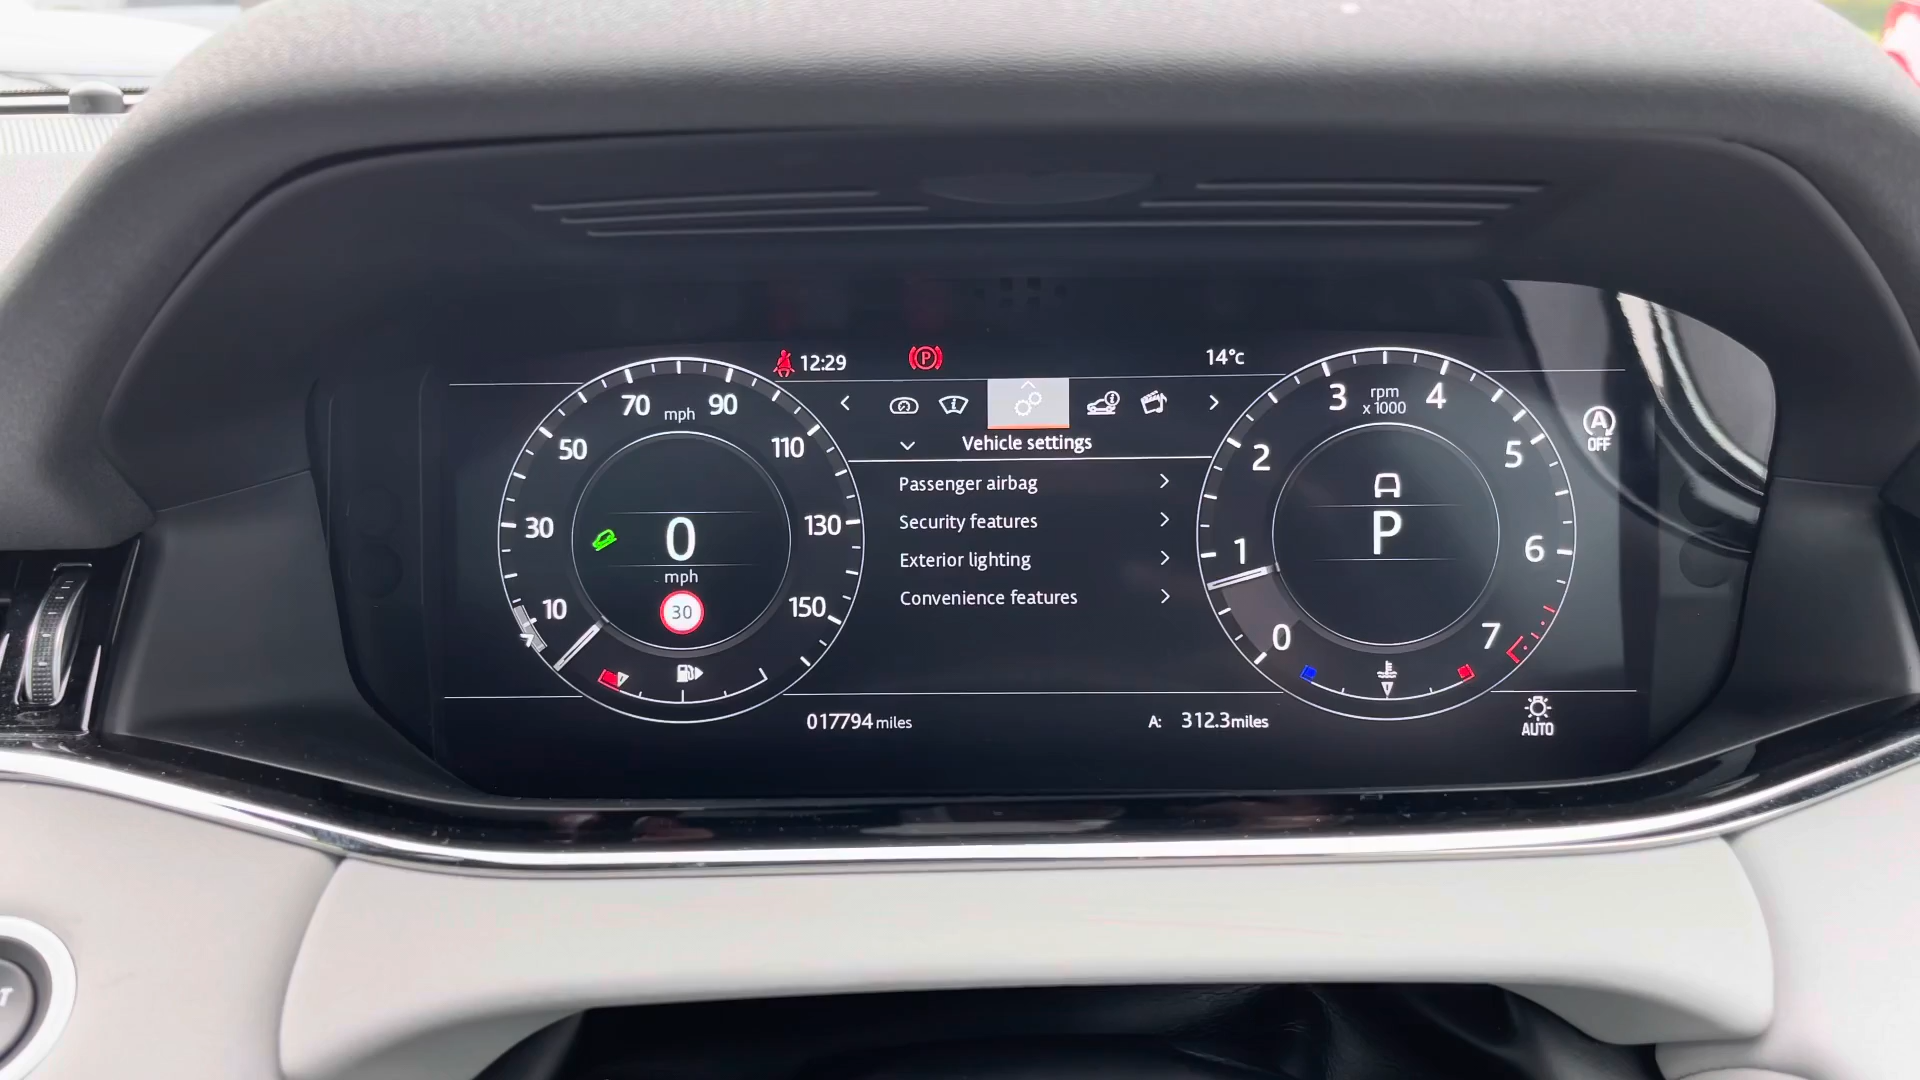 12:29
P
14°c
Vehicle settings
Passenger airbag
Security features
Exterior lighting
Convenience features
10
30
50
70
mph
90
110
130
150
0
mph
30
0
1
2
3
rpm
x 1000
4
5
6
7
P
A
OFF
017794 miles
A: 312.3miles
AUTO